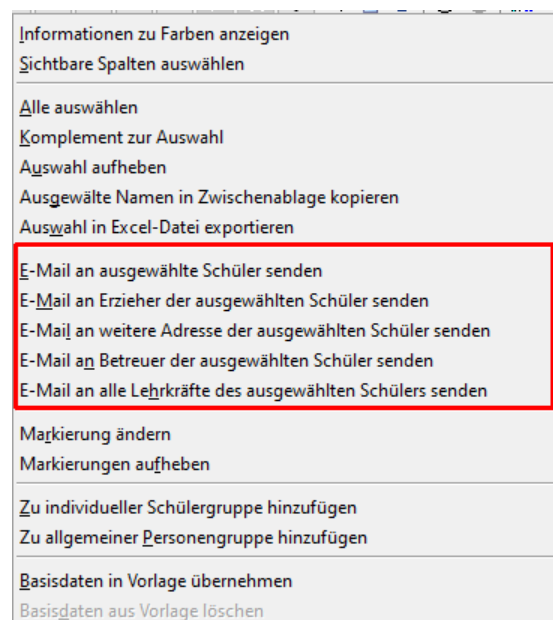 Informationen zu Farben anzeigen
Sichtbare Spalten auswählen
Alle auswählen
Komplement zur Auswahl
Auswahl aufheben
Ausgewälte Namen in Zwischenablage kopieren
Auswahl in Excel-Datei exportieren
E-Mail an ausgewählte Schüler senden
E-Mail an Erzieher der ausgewählten Schüler senden
E-Mail an weitere Adresse der ausgewählten Schüler senden
E-Mail an Betreuer der ausgewählten Schüler senden
E-Mail an alle Lehrkräfte des ausgewählten Schülers senden
Markierung ändern
Markierungen aufheben
Zu individueller Schülergruppe hinzufügen
Zu allgemeiner Personengruppe hinzufügen
Basisdaten in Vorlage übernehmen
Basisdaten aus Vorlage löschen